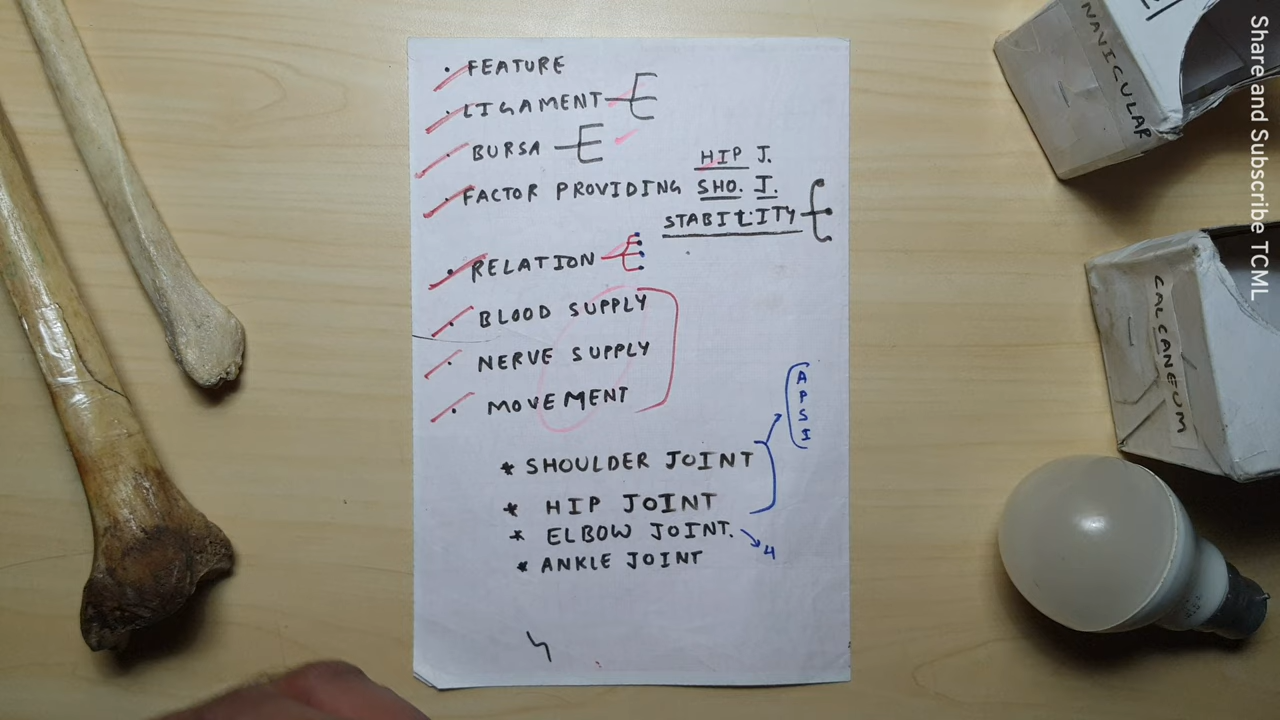 FEATURE
LIGAMENT
BURSA
HIP J.
FACTOR PROVIDING SHO. J.
STABILITY
RELATION
BLOOD SUPPLY
NERVE SUPPLY
MOVEMENT
A
P
S
I
* SHOULDER JOINT
* HIP JOINT
* ELBOW JOINT.
4
* ANKLE JOINT
NAVICULAR
CALCANEUM
Share and Subscribe TCML